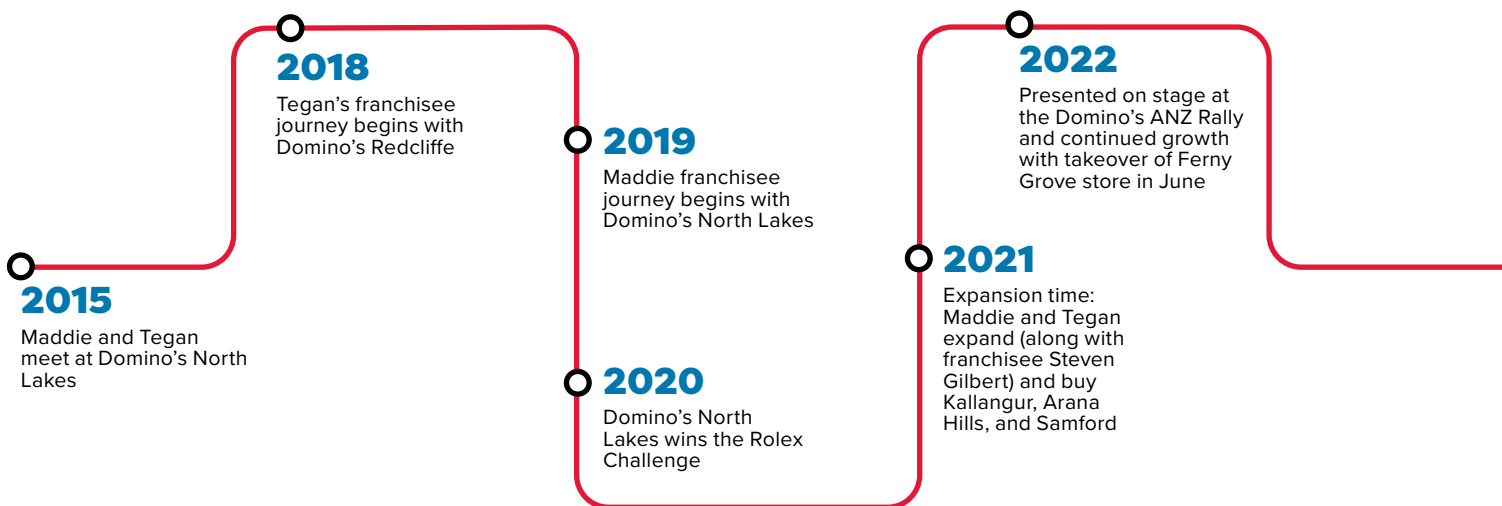 2015
Maddie and Tegan
meet at Domino’s North
Lakes
2018
Tegan’s franchisee
journey begins with
Domino’s Redcliffe
2019
Maddie franchisee
journey begins with
Domino’s North Lakes
2020
Domino’s North
Lakes wins the Rolex
Challenge
2021
Expansion time:
Maddie and Tegan
expand (along with
franchisee Steven
Gilbert) and buy
Kallangur, Arana
Hills, and Samford
2022
Presented on stage at
the Domino’s ANZ Rally
and continued growth
with takeover of Ferny
Grove store in June